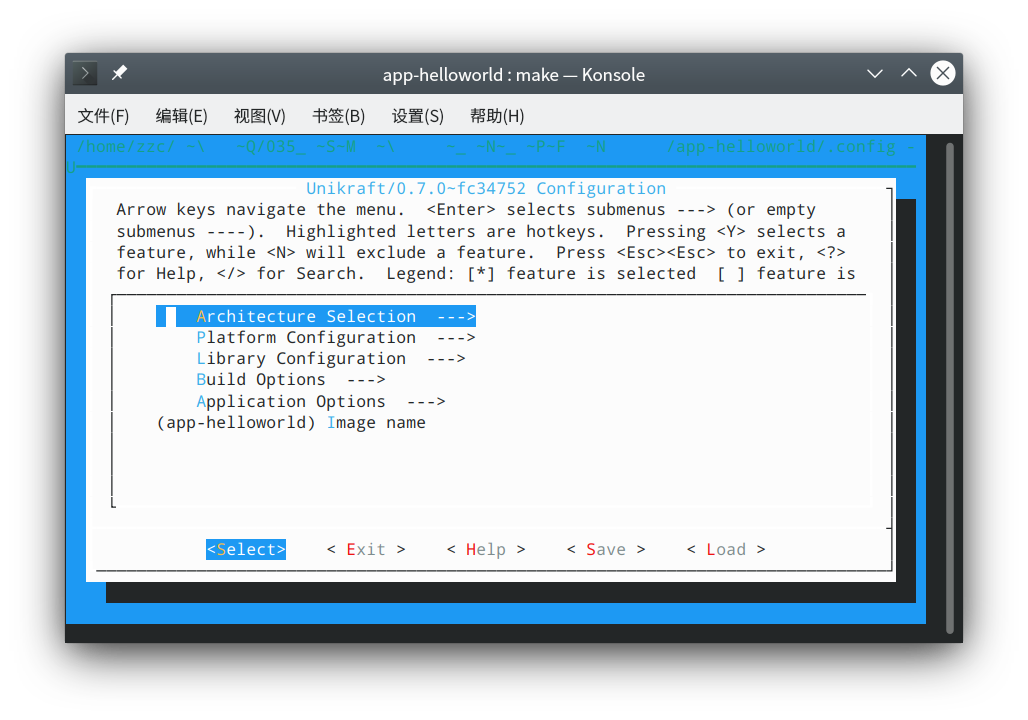 app-helloworld : make — Konsole
文件(F) 编辑(E) 视图(V) 书签(B) 设置(S) 帮助(H)
/home/zzc/ ~\ ~Q/035_ ~S~M ~\ ~_ ~N~_ ~P~F ~N /app-helloworld/.config -
Unikraft/0.7.0~fc34752 Configuration
Arrow keys navigate the menu. <Enter> selects submenus ---> (or empty
submenus ----). Highlighted letters are hotkeys. Pressing <Y> selects a
feature, while <N> will exclude a feature. Press <Esc><Esc> to exit, <?>
for Help, </> for Search. Legend: [*] feature is selected [ ] feature is
Architecture Selection --->
Platform Configuration --->
Library Configuration --->
Build Options --->
Application Options --->
(app-helloworld) Image name
<Select> < Exit > < Help > < Save > < Load >